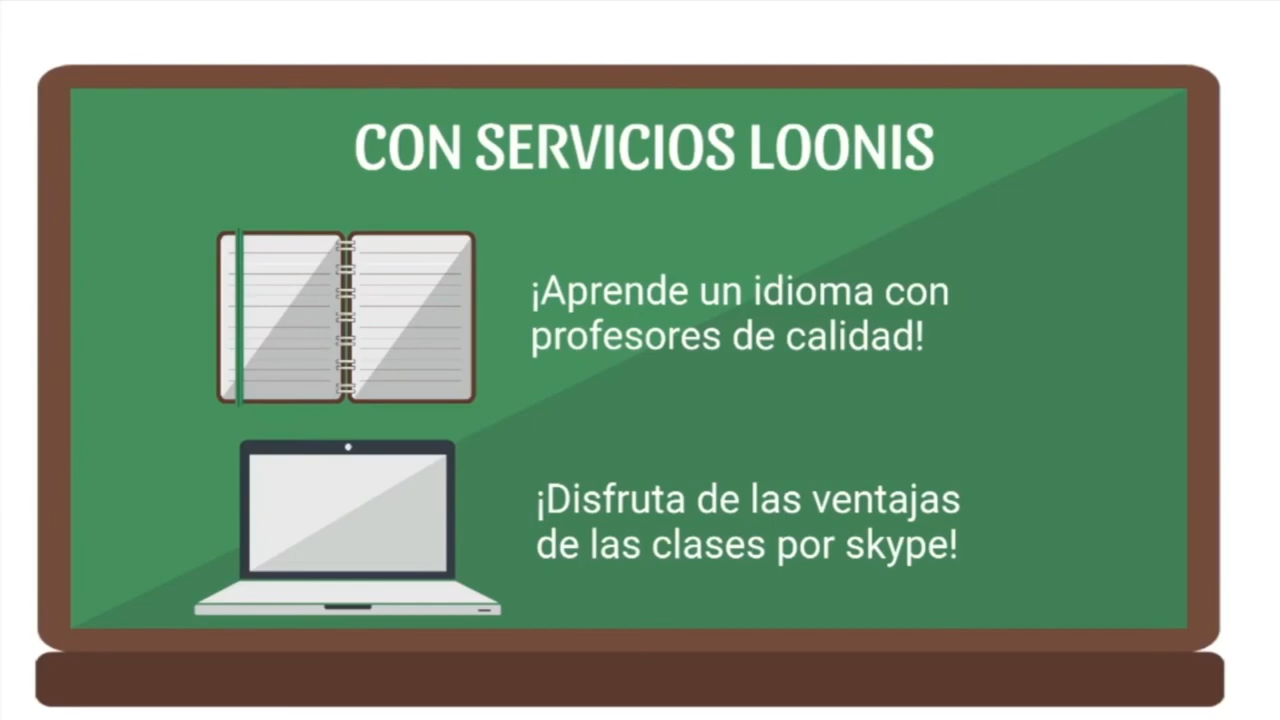 CON SERVICIOS LOONIS
¡Aprende un idioma con
profesores de calidad!
¡Disfruta de las ventajas
de las clases por skype!